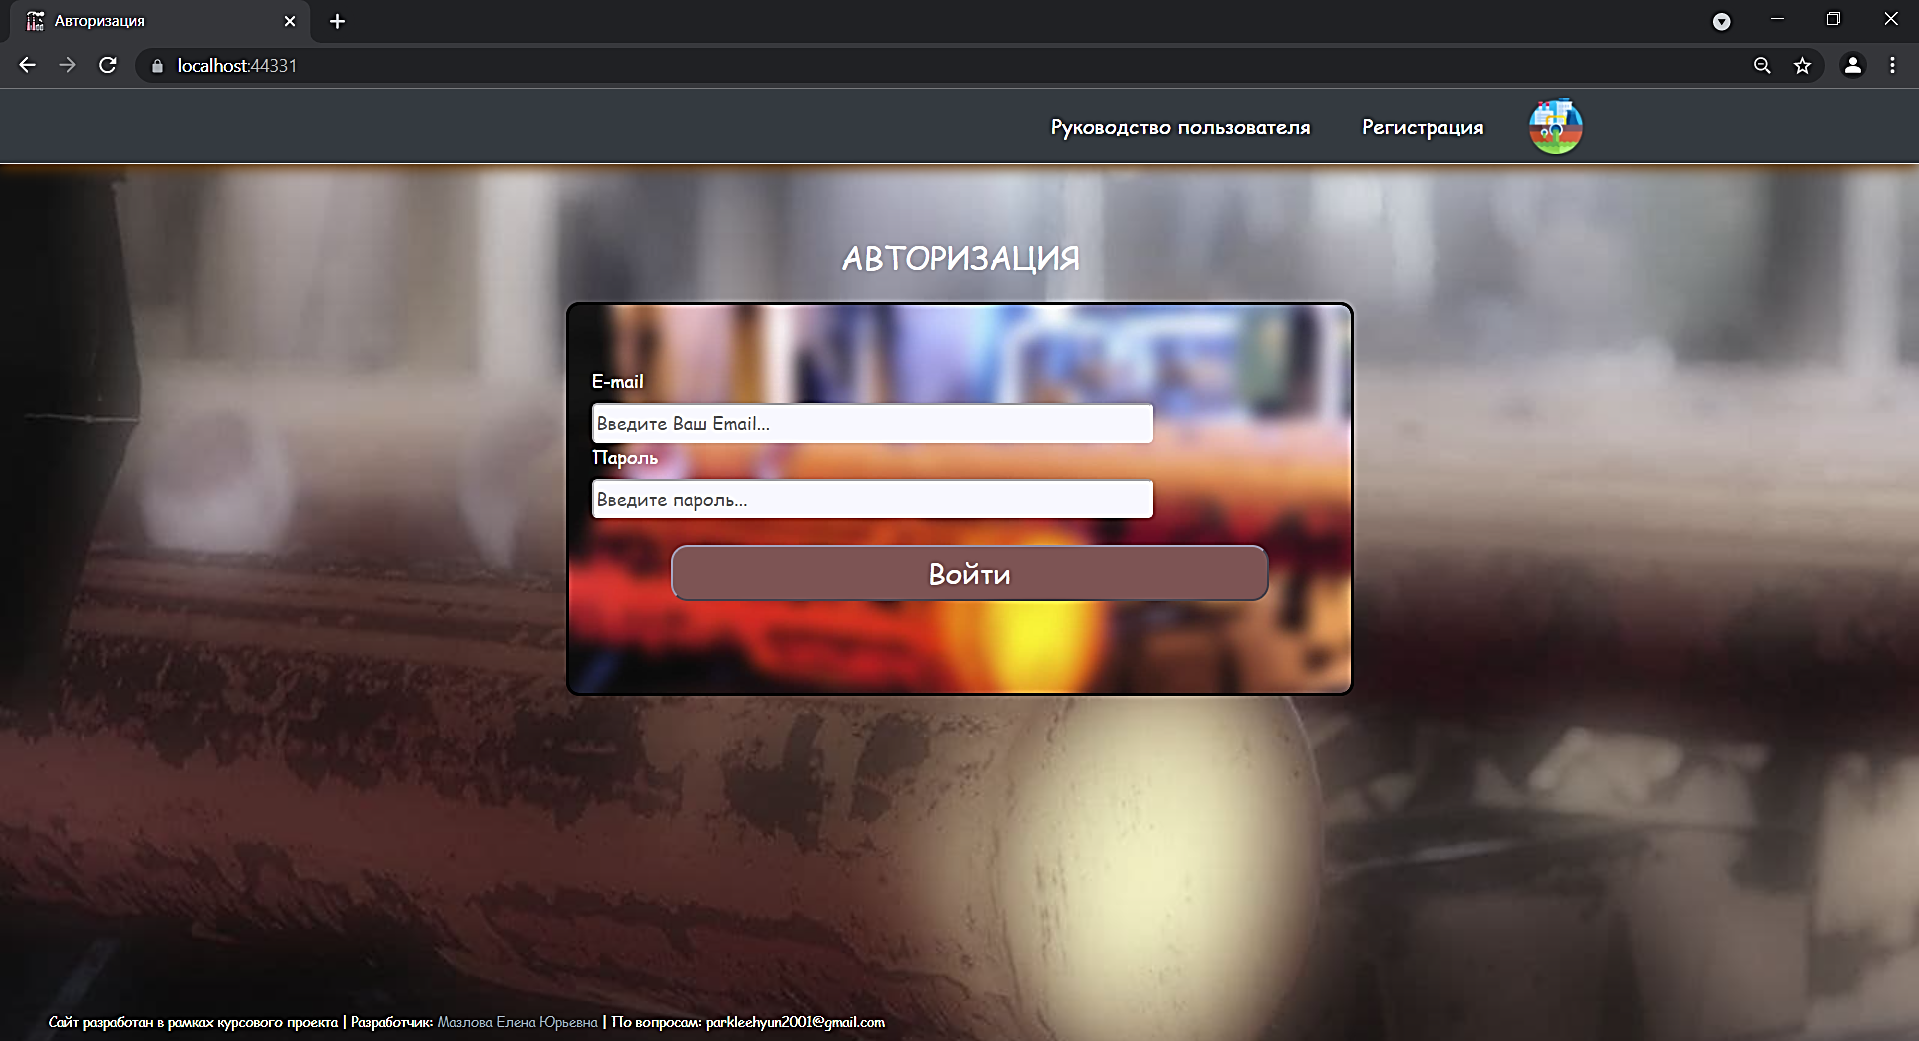 Авторизация
localhost:44331
Руководство пользователя Регистрация
АВТОРИЗАЦИЯ
E-mail
Введите Ваш Email...
Пароль
Введите пароль...
Войти
Сайт разработан в рамках курсового проекта | Разработчик: Мазлова Елена Юрьевна | По вопросам: parkleehyun2001@gmail.com